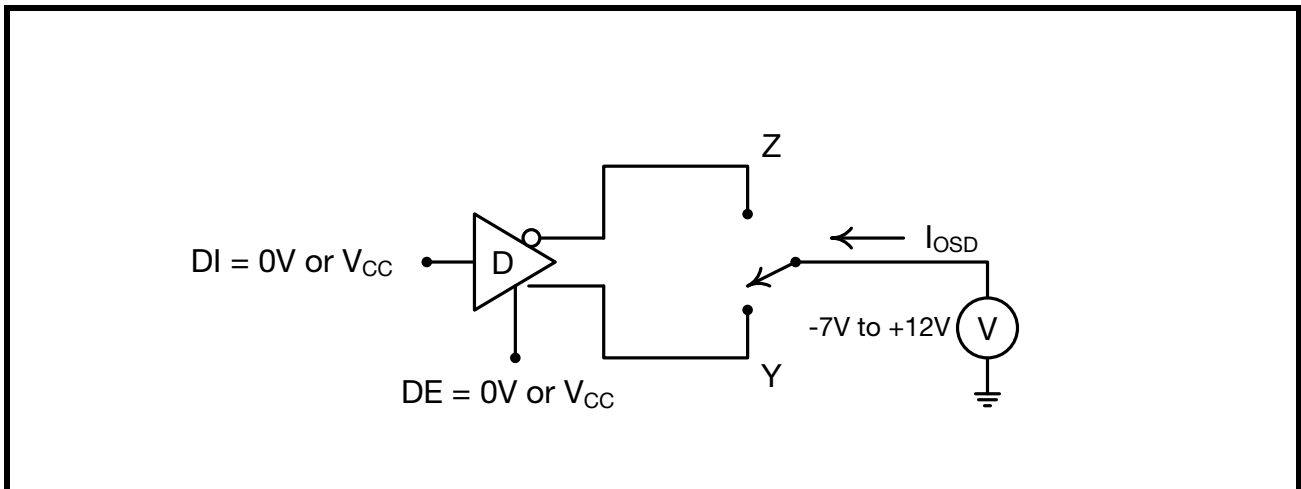 Z
I_OSD
DI = 0V or V_CC
D
-7V to +12V
V
Y
DE = 0V or V_CC